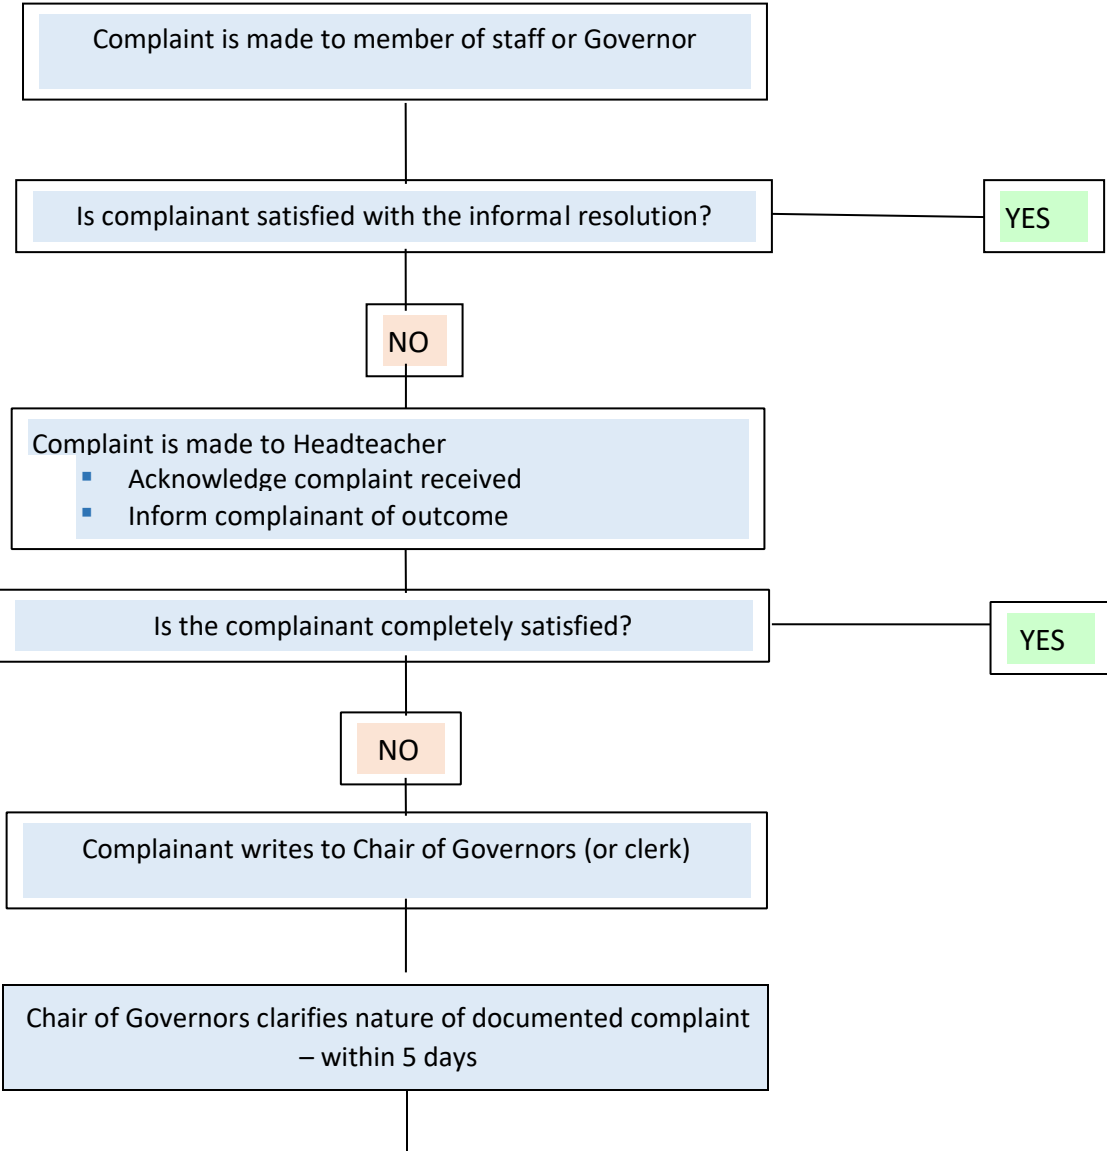 Complaint is made to member of staff or Governor
Is complainant satisfied with the informal resolution?
YES
NO
Complaint is made to Headteacher
▪ Acknowledge complaint received
▪ Inform complainant of outcome
Is the complainant completely satisfied?
YES
NO
Complainant writes to Chair of Governors (or clerk)
Chair of Governors clarifies nature of documented complaint
– within 5 days